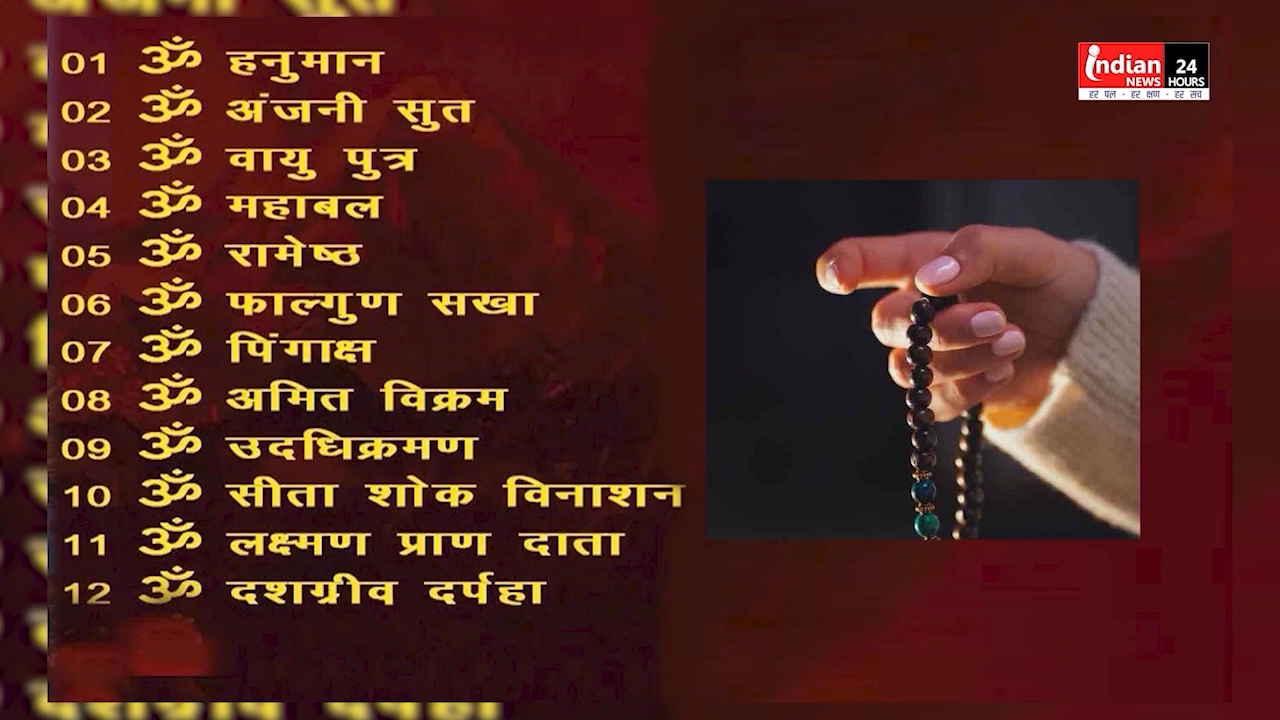 01 ॐ हनुमान
02 ॐ अंजनी सुत
03 ॐ वायु पुत्र
04 ॐ महाबल
05 ॐ रामेष्ठ
06 ॐ फाल्गुण सखा
07 ॐ पिंगाक्ष
08 ॐ अमित विक्रम
09 ॐ उदधिक्रमण
10 ॐ सीता शोक विनाशन
11 ॐ लक्ष्मण प्राण दाता
12 ॐ दशग्रीव दर्पहा
indian NEWS 24 HOURS
हर पल - हर क्षण - हर सच